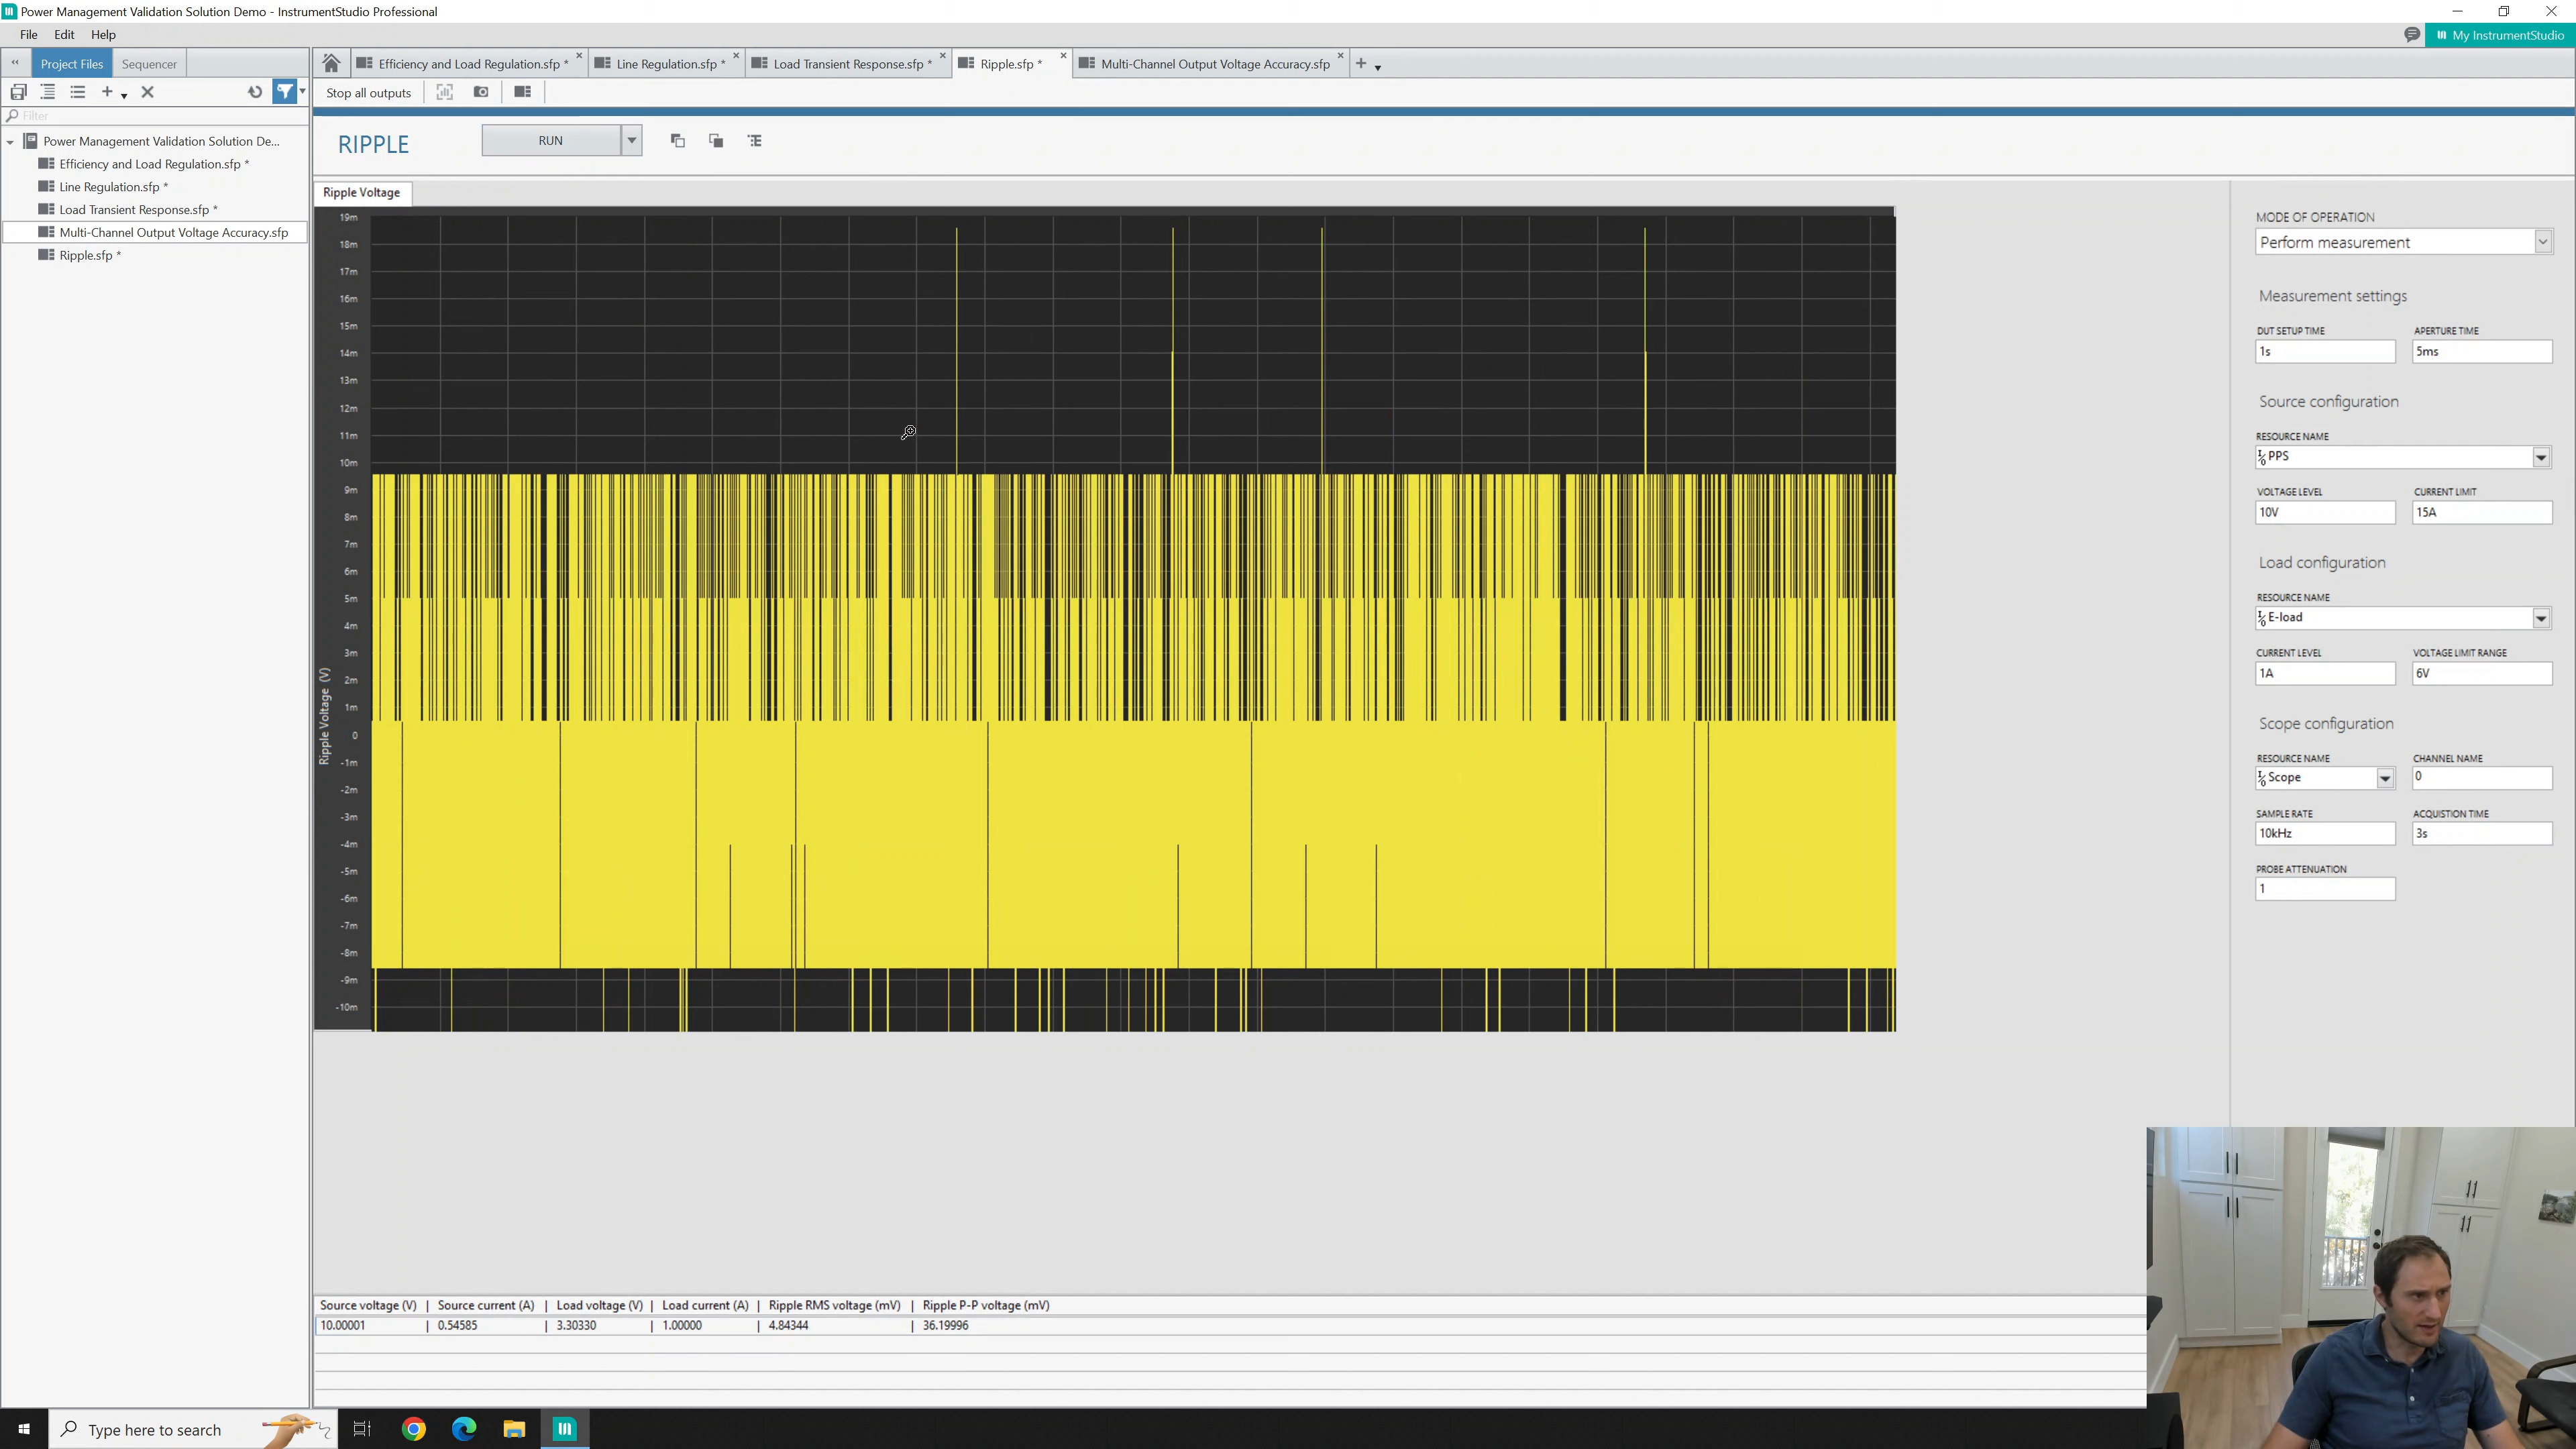 Power Management Validation Solution Demo - InstrumentStudio Professional
File Edit Help
My InstrumentStudio
Project Files Sequencer
Efficiency and Load Regulation.sfp * Line Regulation.sfp * Load Transient Response.sfp * Ripple.sfp * Multi-Channel Output Voltage Accuracy.sfp
Stop all outputs
Filter
Power Management Validation Solution De...
Efficiency and Load Regulation.sfp *
Line Regulation.sfp *
Load Transient Response.sfp *
Multi-Channel Output Voltage Accuracy.sfp
Ripple.sfp *
RIPPLE RUN
Ripple Voltage
19m
18m
17m
16m
15m
14m
13m
12m
11m
10m
9m
8m
7m
6m
5m
4m
3m
2m
1m
0
-1m
-2m
-3m
-4m
-5m
-6m
-7m
-8m
-9m
-10m
Ripple Voltage (V)
MODE OF OPERATION
Perform measurement
Measurement settings
DUT SETUP TIME APERTURE TIME
1s 5ms
Source configuration
RESOURCE NAME
PPS
VOLTAGE LEVEL CURRENT LIMIT
10V 15A
Load configuration
RESOURCE NAME
E-load
CURRENT LEVEL VOLTAGE LIMIT RANGE
1A 6V
Scope configuration
RESOURCE NAME CHANNEL NAME
Scope 0
SAMPLE RATE ACQUISTION TIME
10kHz 3s
PROBE ATTENUATION
1
Source voltage (V) | Source current (A) | Load voltage (V) | Load current (A) | Ripple RMS voltage (mV) | Ripple P-P voltage (mV)
10.00001 | 0.54585 | 3.30330 | 1.00000 | 4.84344 | 36.19996
Type here to search